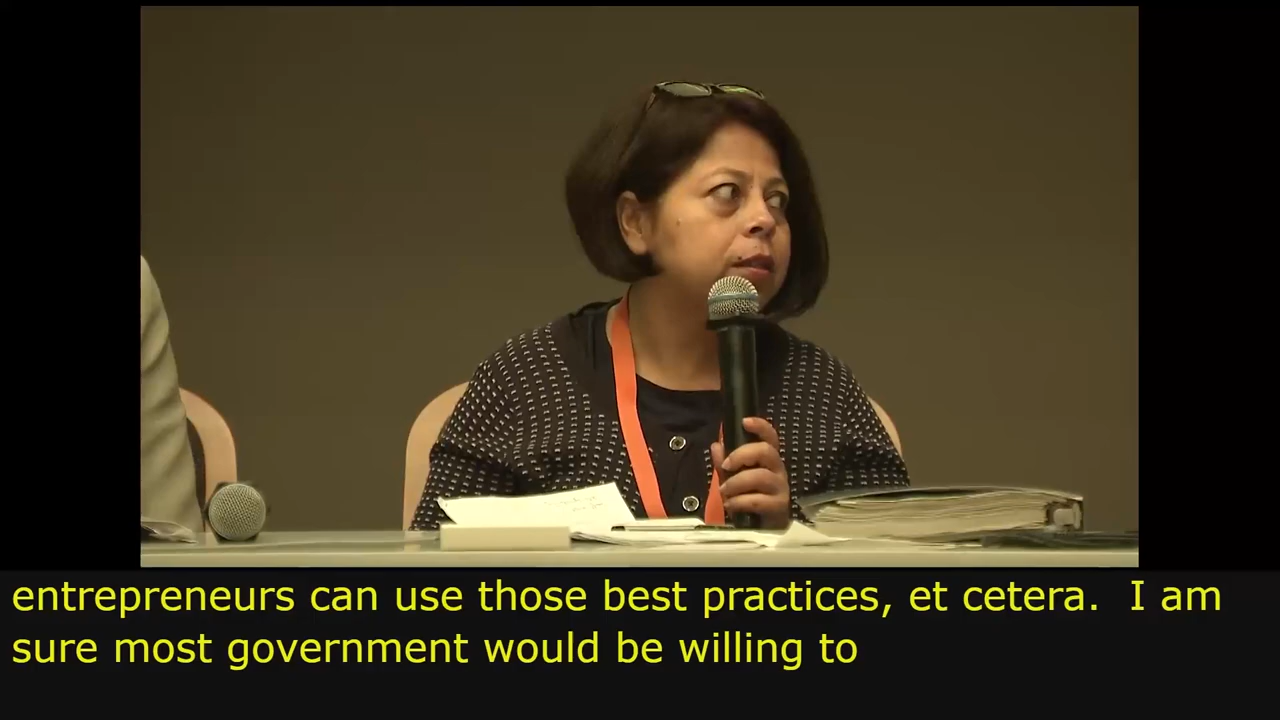 entrepreneurs can use those best practices, et cetera.  I am
sure most government would be willing to